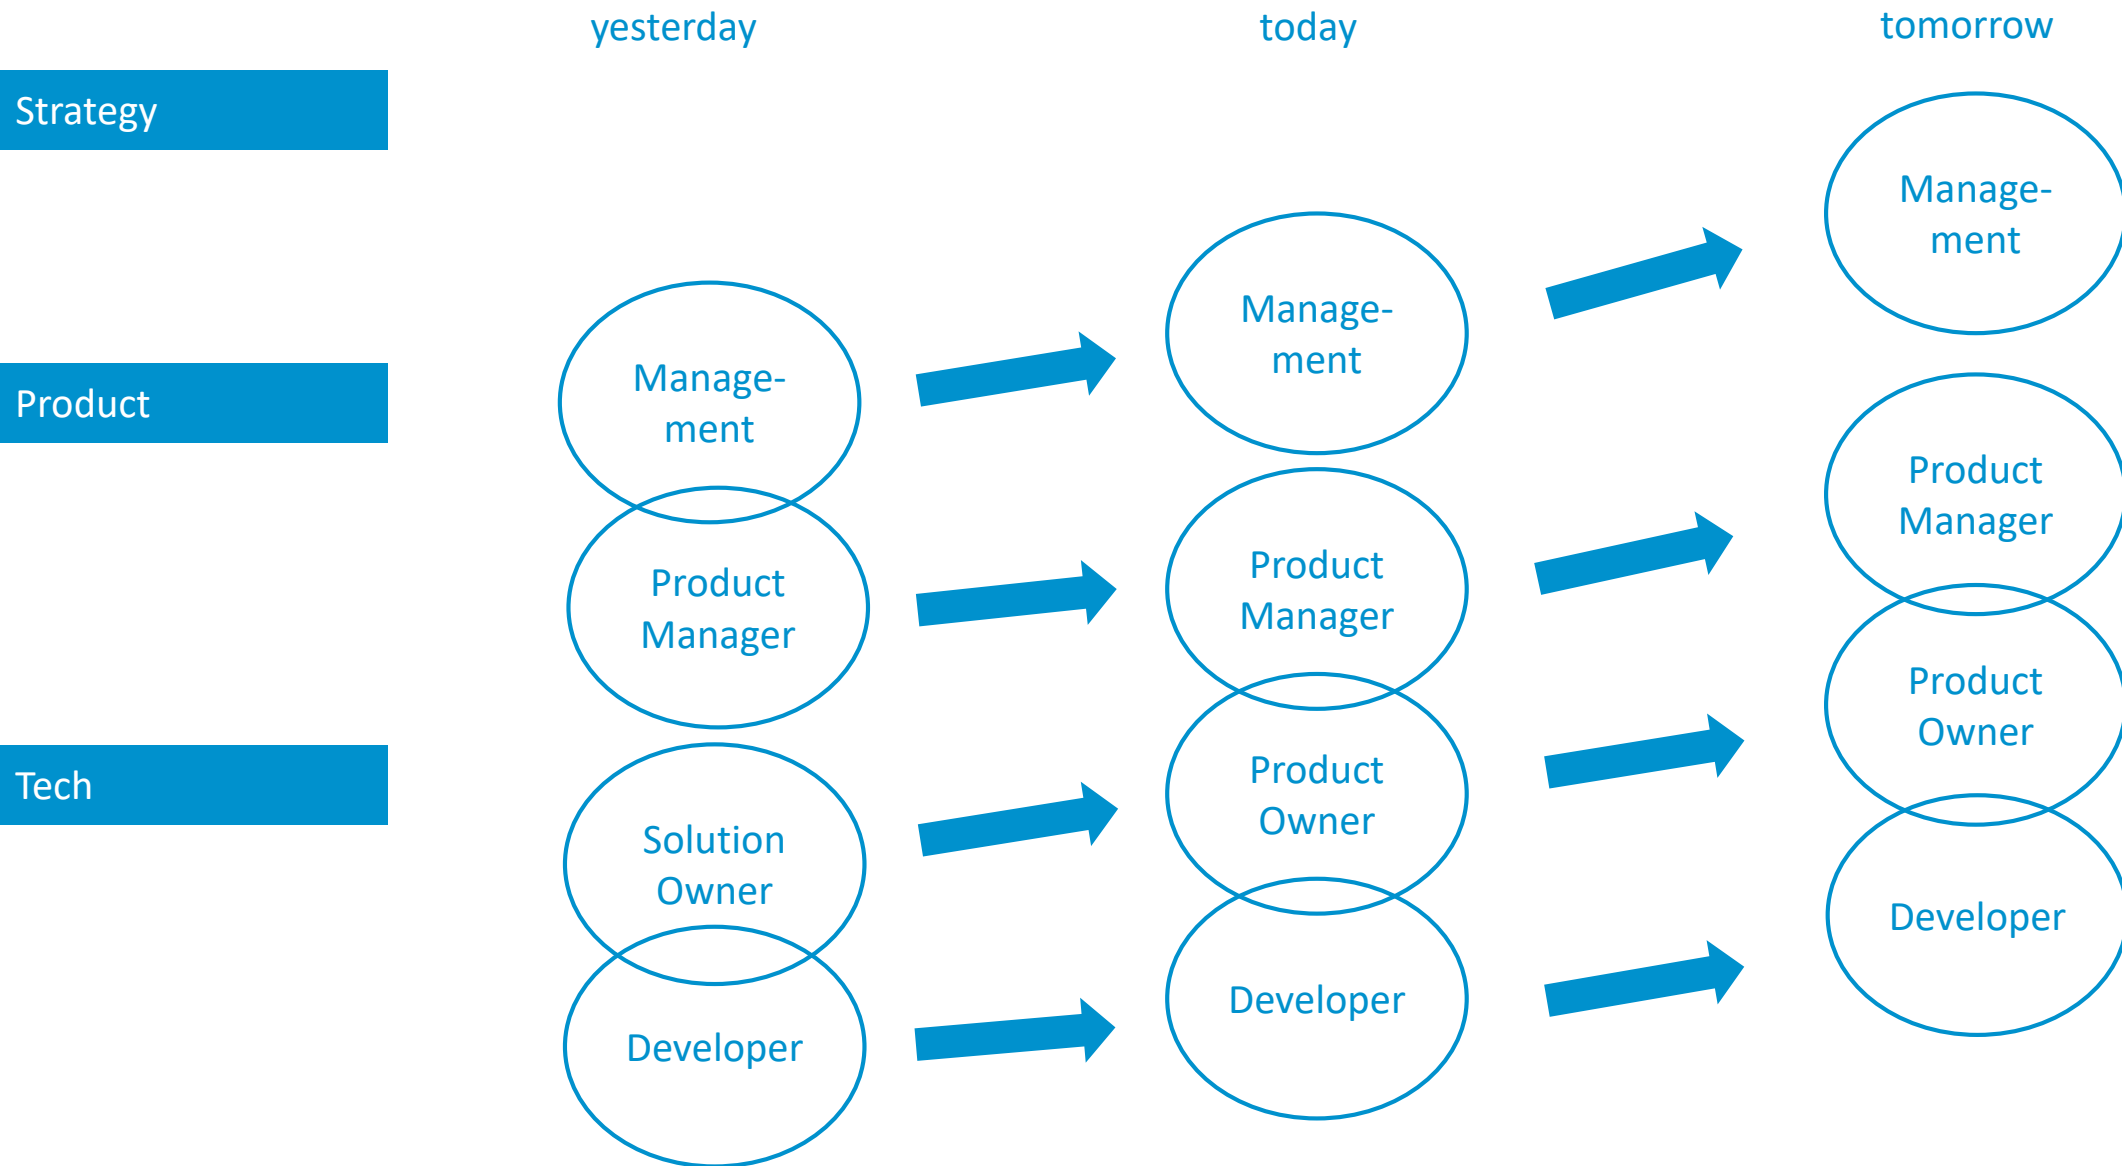 yesterday
today
tomorrow
Strategy
Product
Tech
Manage-
ment
Product
Manager
Solution
Owner
Developer
Manage-
ment
Product
Manager
Product
Owner
Developer
Manage-
ment
Product
Manager
Product
Owner
Developer